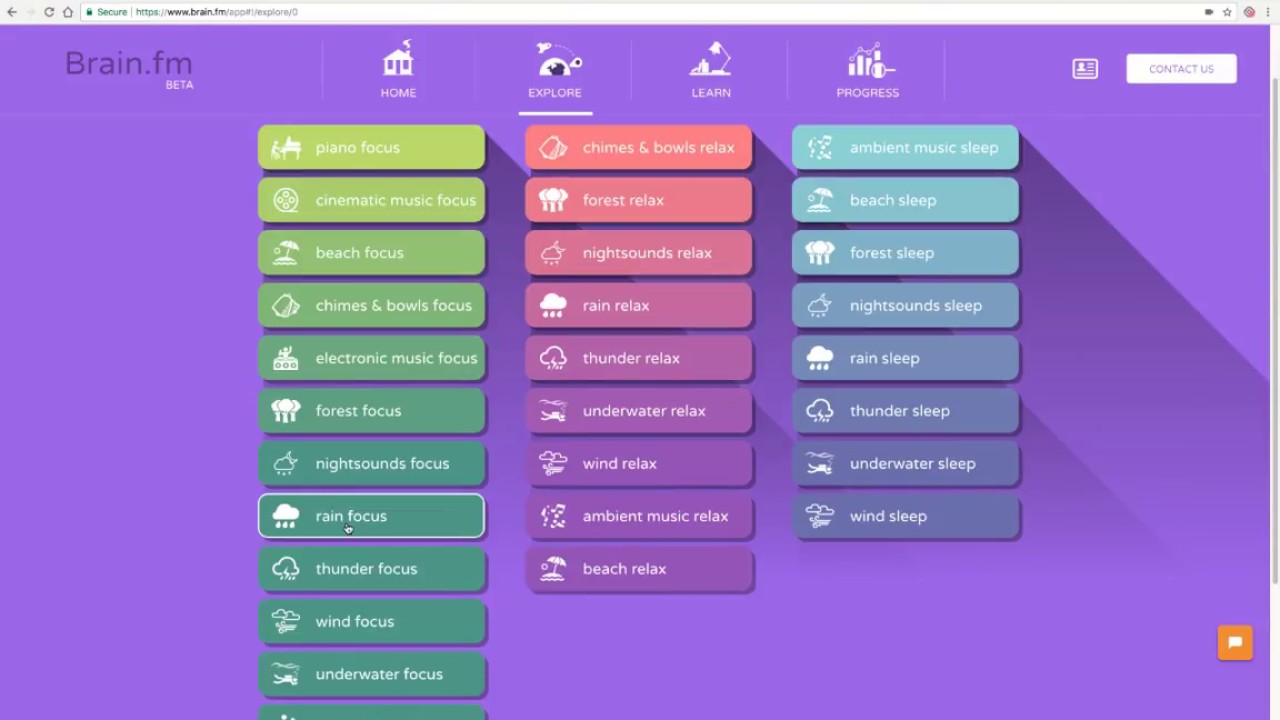 Secure | https://www.brain.fm/app#!/explore/0
Brain.fm
BETA
HOME
EXPLORE
LEARN
PROGRESS
CONTACT US
piano focus
cinematic music focus
beach focus
chimes & bowls focus
electronic music focus
forest focus
nightsounds focus
rain focus
thunder focus
wind focus
underwater focus
chimes & bowls relax
forest relax
nightsounds relax
rain relax
thunder relax
underwater relax
wind relax
ambient music relax
beach relax
ambient music sleep
beach sleep
forest sleep
nightsounds sleep
rain sleep
thunder sleep
underwater sleep
wind sleep